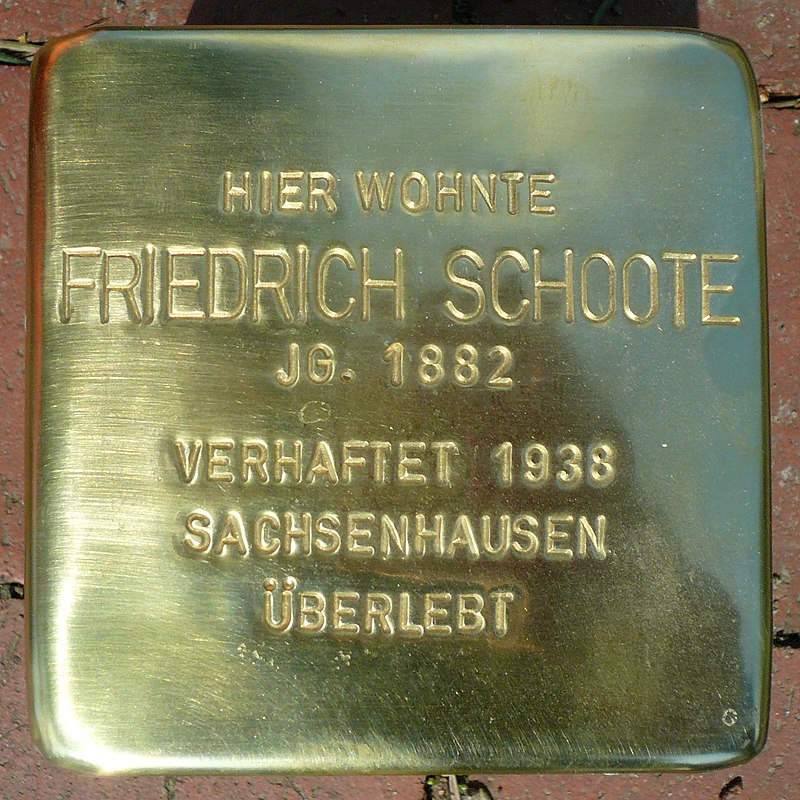 HIER WOHNTE
FRIEDRICH SCHOOTE
JG. 1882
VERHAFTET 1938
SACHSENHAUSEN
ÜBERLEBT